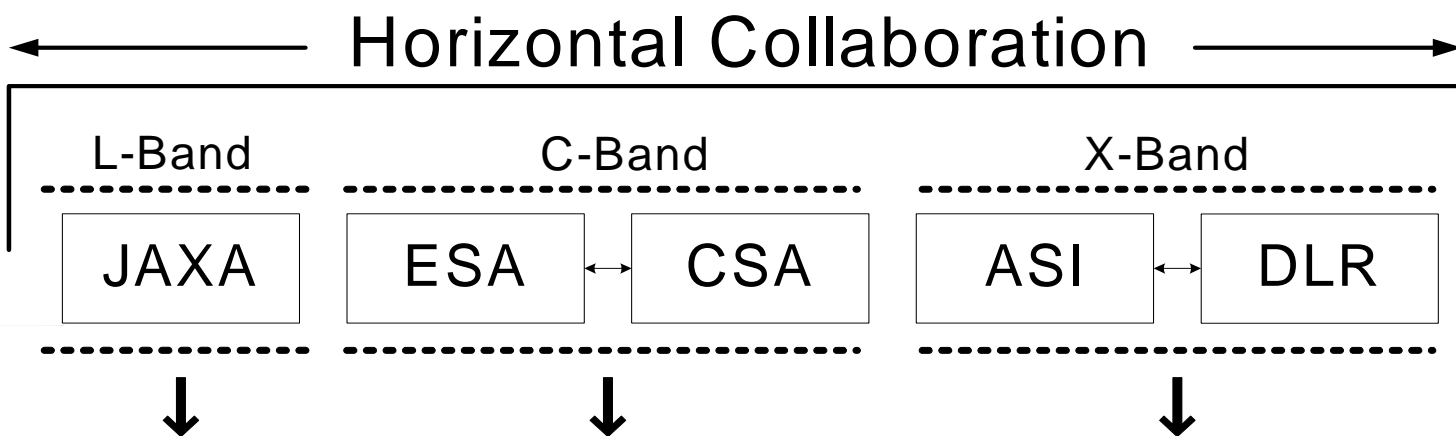 Horizontal Collaboration
L-Band C-Band X-Band
JAXA ESA CSA ASI DLR